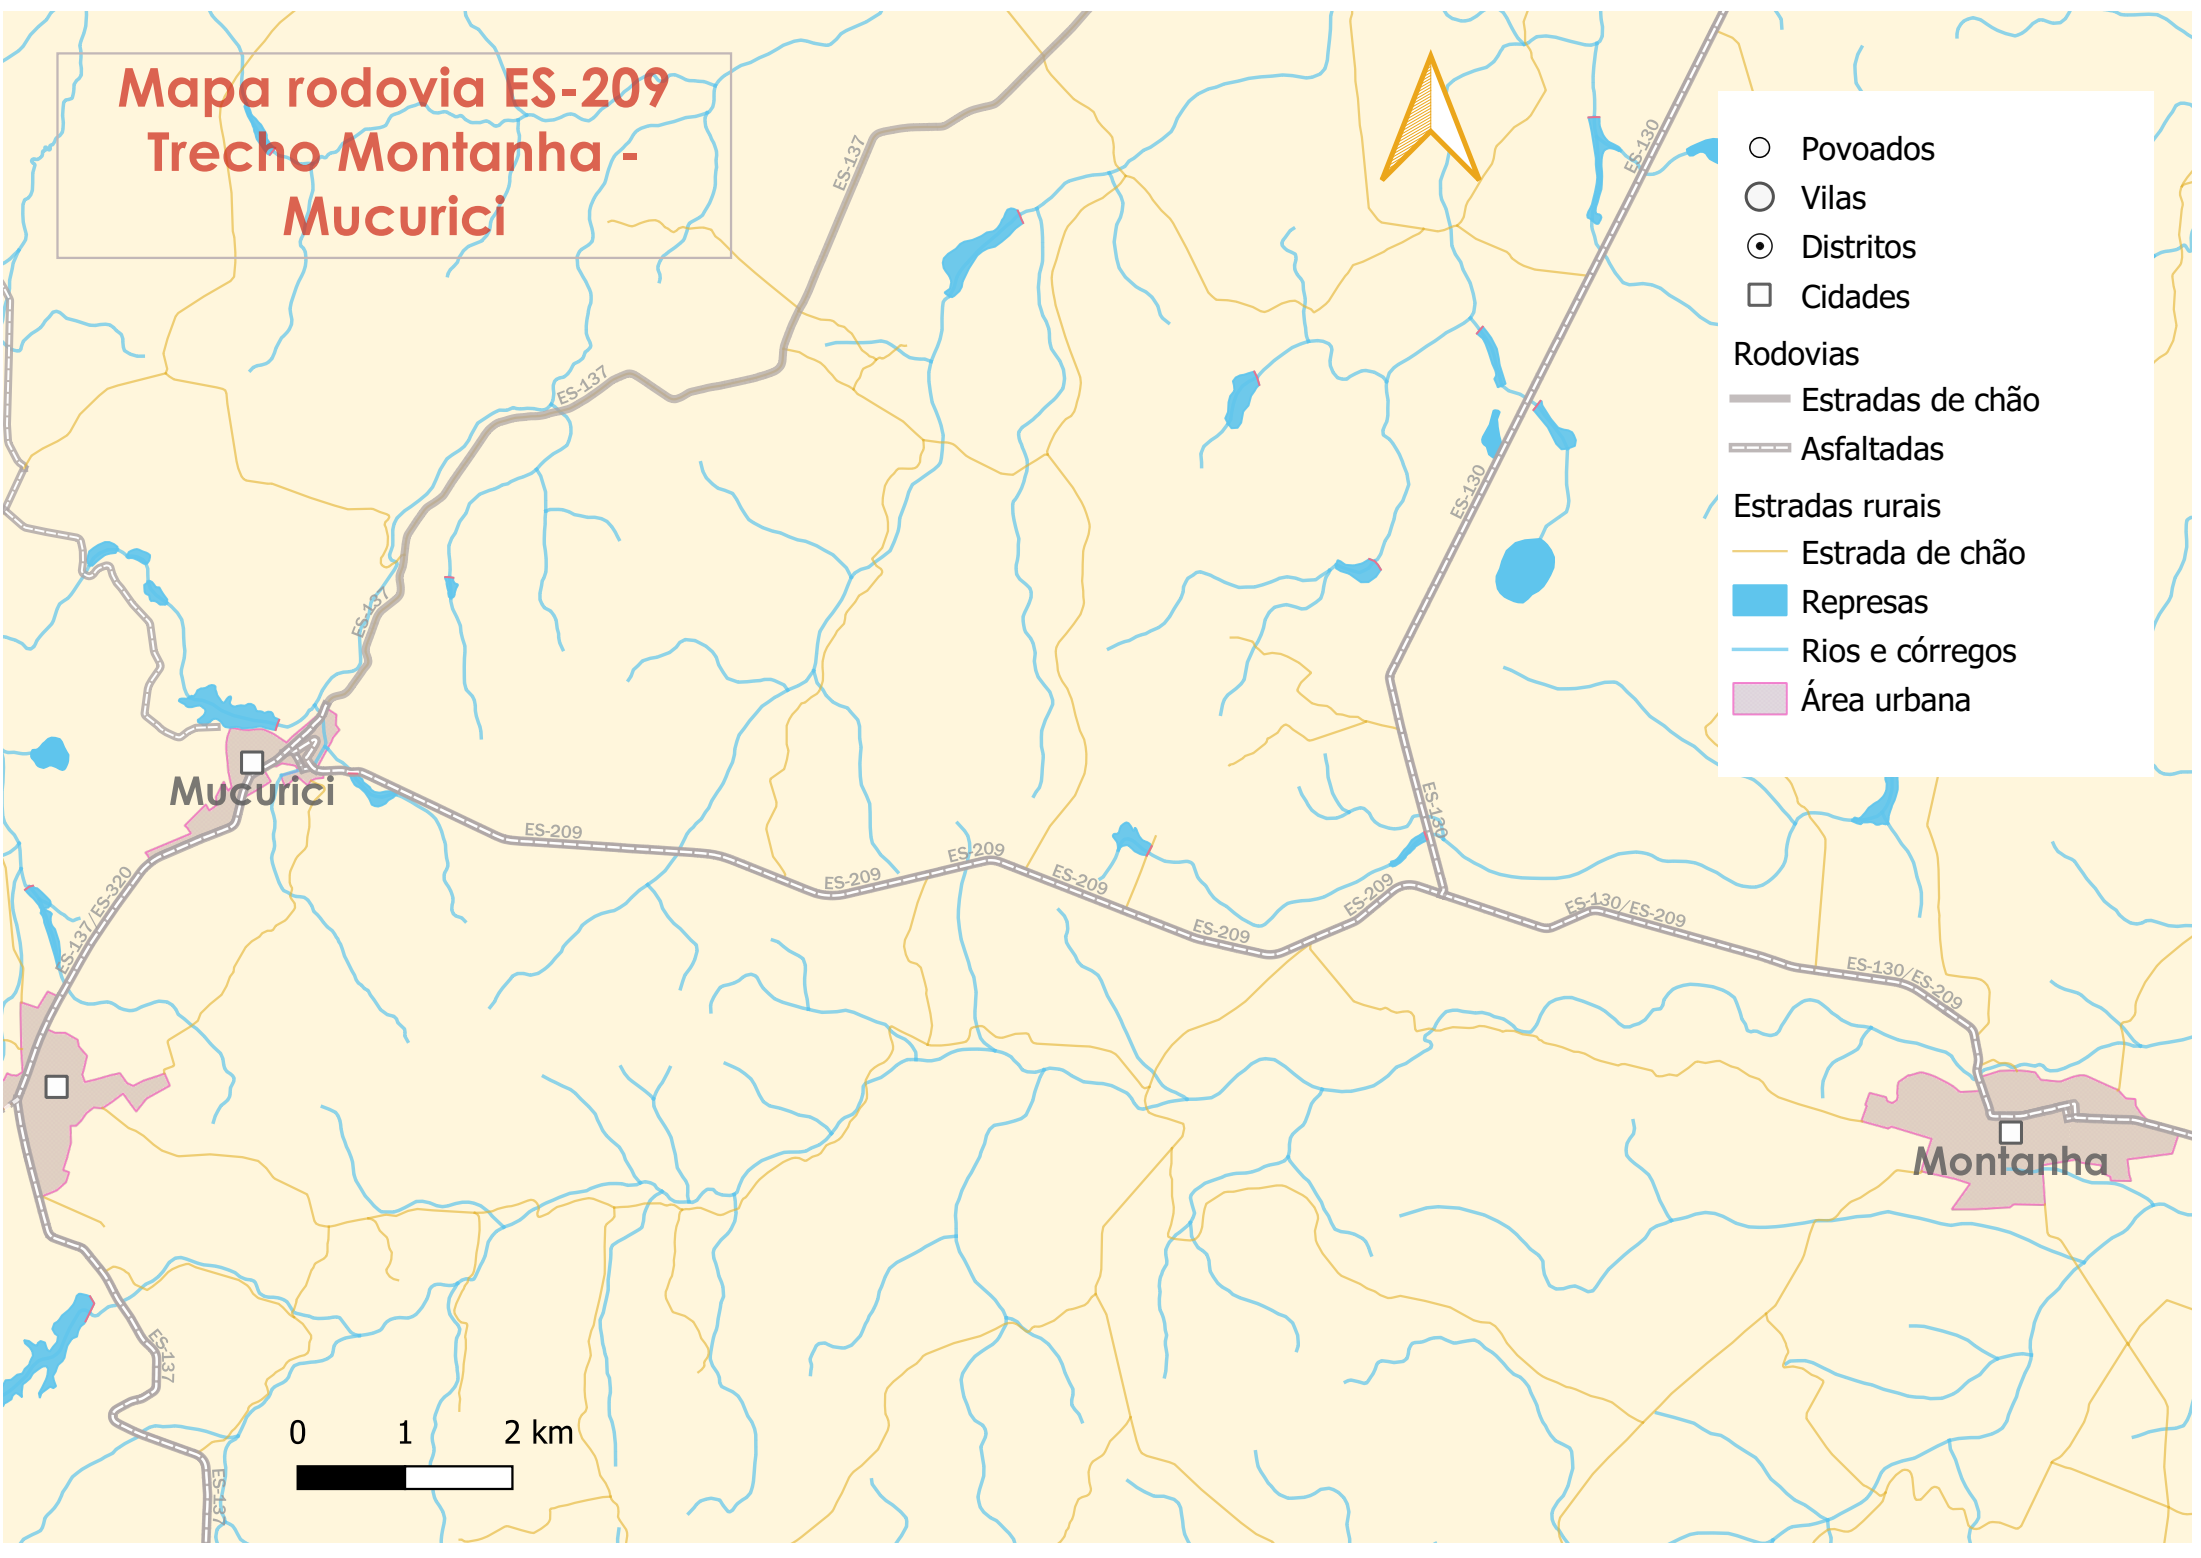 Mapa rodovia ES-209
Trecho Montanha -
Mucurici
Povoados
Vilas
Distritos
Cidades
Rodovias
Estradas de chão
Asfaltadas
Estradas rurais
Estrada de chão
Represas
Rios e córregos
Área urbana
ES-137
ES-130
ES-137
ES-130
ES-137
Mucurici
ES-130
ES-209
ES-209
ES-209
ES-209
ES-209
ES-209
ES-137/ES-320
ES-130/ES-209
ES-130/ES-209
Montanha
ES-137
ES-137
0 1 2 km